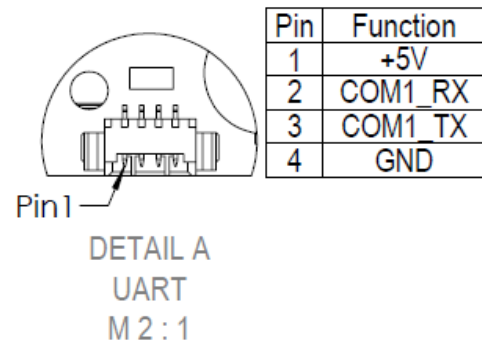 Pin Function
1 +5V
2 COM1_RX
3 COM1_TX
4 GND
Pin1
DETAIL A
UART
M 2 : 1